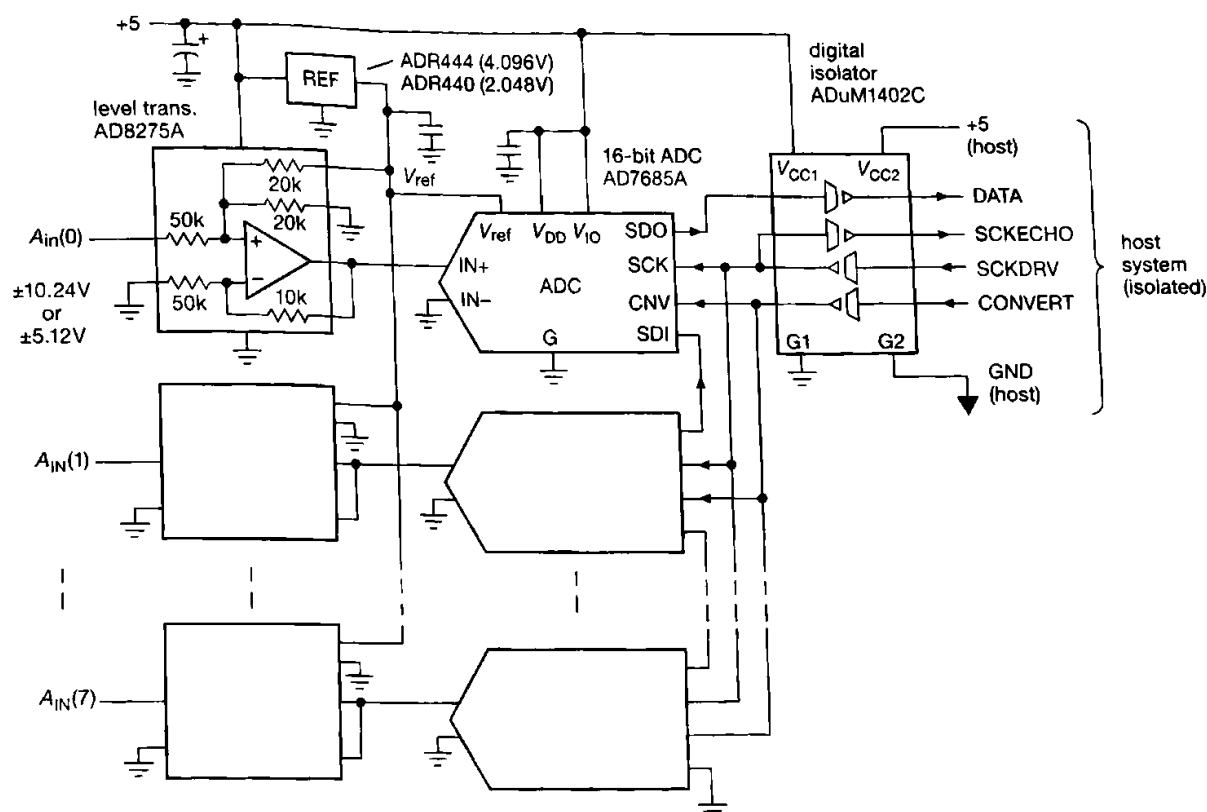 +5
+
REF
ADR444 (4.096V)
ADR440 (2.048V)
digital
isolator
ADuM1402C
level trans.
AD8275A
+5
(host)
16-bit ADC
AD7685A
20k
Vref
20k
50k
Ain(0)
+
−
50k
10k
±10.24V
or
±5.12V
Vref
VDD
VIO
SDO
IN+
SCK
ADC
IN−
CNV
SDI
G
VCC1
VCC2
DATA
SCKECHO
SCKDRV
CONVERT
host
system
(isolated)
G1
G2
GND
(host)
AIN(1)
AIN(7)